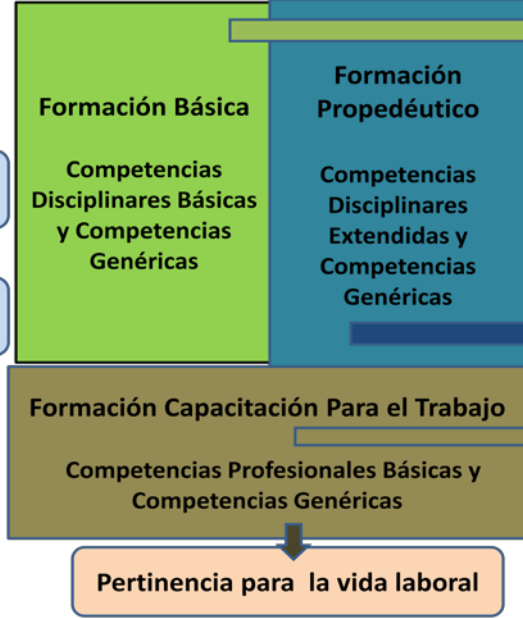 Formación Básica
Competencias
Disciplinares Básicas
y Competencias
Genéricas
Formación
Propedéutico
Competencias
Disciplinares
Extendidas y
Competencias
Genéricas
Formación Capacitación Para el Trabajo
Competencias Profesionales Básicas y
Competencias Genéricas
Pertinencia para la vida laboral